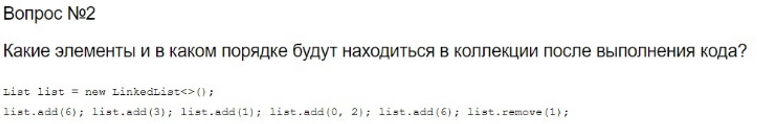 Вопрос №2
Какие элементы и в каком порядке будут находиться в коллекции после выполнения кода?
List list = new LinkedList<>();
list.add(6); list.add(3); list.add(1); list.add(0, 2); list.add(6); list.remove(1);